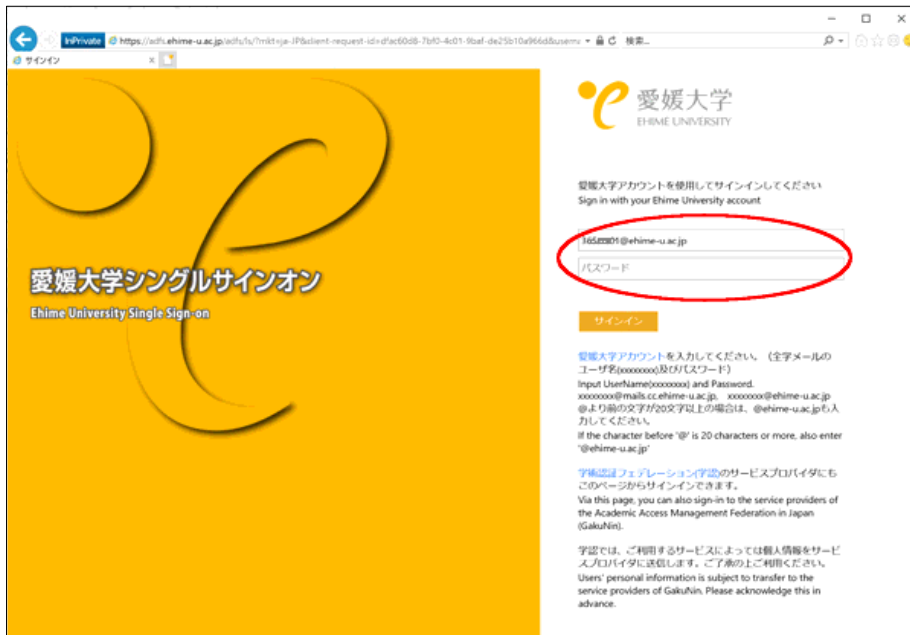 InPrivate
https://adfs.ehime-u.ac.jp/adfs/ls/?mkt=ja-JP&client-request-id=
検索...
サインイン
愛媛大学
EHIME UNIVERSITY
愛媛大学アカウントを使用してサインインしてください
Sign in with your Ehime University account
@ehime-u.ac.jp
パスワード
愛媛大学シングルサインオン
Ehime University Single Sign-on
サインイン
愛媛大学アカウントを入力してください。（全学メールの
ユーザ名(xxxxxxxx)及びパスワード）
Input UserName(xxxxxxxx) and Password.
xxxxxxxx@mails.cc.ehime-u.ac.jp, xxxxxxxx@ehime-u.ac.jp
@より前の文字が20文字以上の場合は、@ehime-u.ac.jpも入
力してください。
If the character before '@' is 20 characters or more, also enter
'@ehime-u.ac.jp'
学術認証フェデレーション(学認)のサービスプロバイダにも
このページからサインインできます。
Via this page, you can also sign-in to the service providers of
the Academic Access Management Federation in Japan
(GakuNin).
学認では、ご利用するサービスによっては個人情報をサービ
スプロバイダに送信します。ご了承の上ご利用ください。
Users' personal information is subject to transfer to the
service providers of GakuNin. Please acknowledge this in
advance.